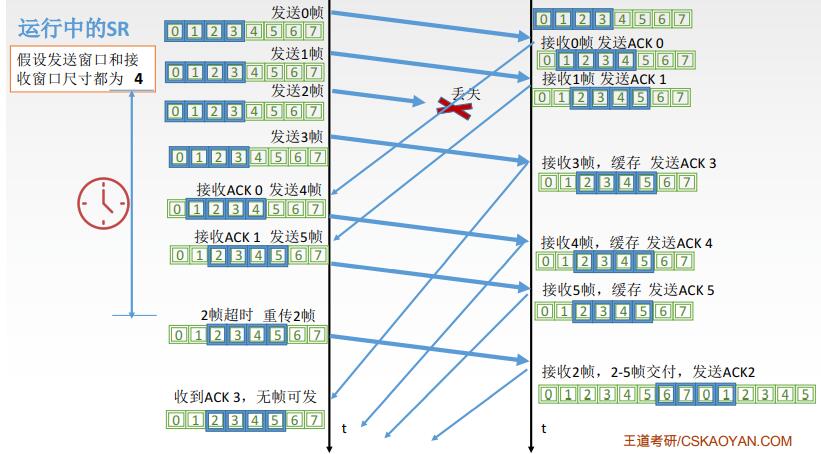 运行中的SR
假设发送窗口和接
收窗口尺寸都为 4
发送0帧
0 1 2 3 4 5 6 7
发送1帧
0 1 2 3 4 5 6 7
发送2帧
0 1 2 3 4 5 6 7
发送3帧
0 1 2 3 4 5 6 7
接收ACK 0 发送4帧
0 1 2 3 4 5 6 7
接收ACK 1 发送5帧
0 1 2 3 4 5 6 7
2帧超时 重传2帧
0 1 2 3 4 5 6 7
收到ACK 3，无帧可发
0 1 2 3 4 5 6 7
丢失
t
0 1 2 3 4 5 6 7
接收0帧 发送ACK 0
0 1 2 3 4 5 6 7
接收1帧 发送ACK 1
0 1 2 3 4 5 6 7
接收3帧，缓存 发送ACK 3
0 1 2 3 4 5 6 7
接收4帧，缓存 发送ACK 4
0 1 2 3 4 5 6 7
接收5帧，缓存 发送ACK 5
0 1 2 3 4 5 6 7
接收2帧，2-5帧交付，发送ACK2
0 1 2 3 4 5 6 7 0 1 2 3 4 5
t
王道考研/CSKAOYAN.COM